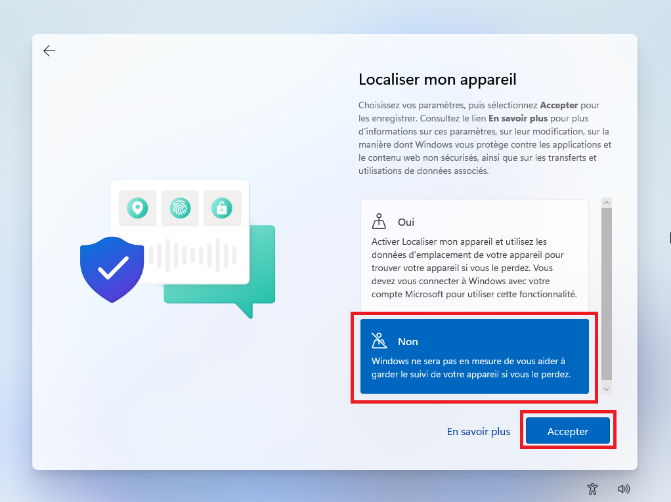 Localiser mon appareil
Choisissez vos paramètres, puis sélectionnez Accepter pour
les enregistrer. Consultez le lien En savoir plus pour plus
d'informations sur ces paramètres, sur leur modification, sur la
manière dont Windows vous protège contre les applications et
le contenu web non sécurisés, ainsi que sur les transferts et
utilisations de données associés.
Oui
Activer Localiser mon appareil et utilisez les
données d'emplacement de votre appareil pour
trouver votre appareil si vous le perdez. Vous
devez vous connecter à Windows avec votre
compte Microsoft pour utiliser cette fonctionnalité.
Non
Windows ne sera pas en mesure de vous aider à
garder le suivi de votre appareil si vous le perdez.
En savoir plus
Accepter